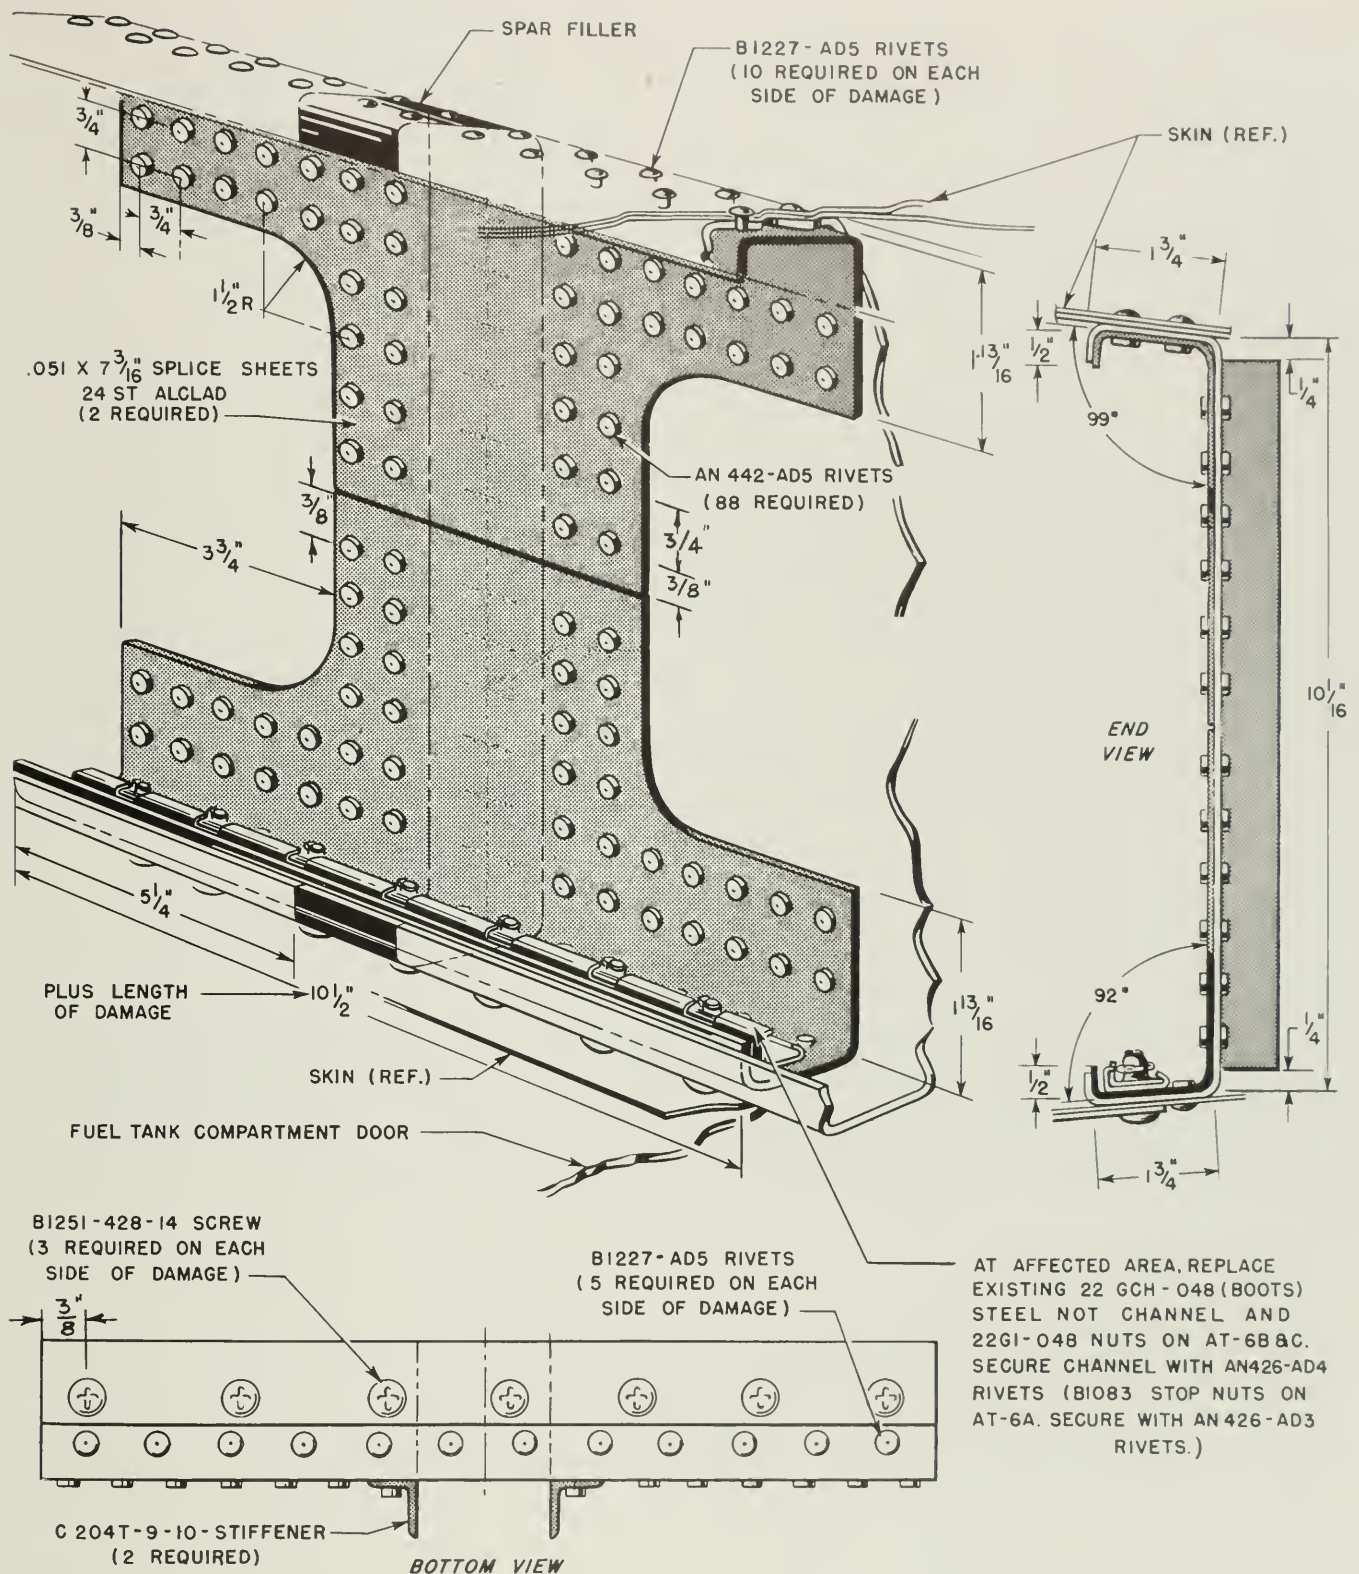 SPAR FILLER
B1227-AD5 RIVETS
(10 REQUIRED ON EACH
SIDE OF DAMAGE)
SKIN (REF.)
3/4"
3/8"
3/4"
1 1/2" R
.051 X 7 3/16" SPLICE SHEETS
24 ST ALCLAD
(2 REQUIRED)
3/8"
3 3/4"
1 13/16"
AN 442-AD5 RIVETS
(88 REQUIRED)
3/4"
3/8"
1 3/4"
1/2"
99°
1/4"
10 1/16"
END
VIEW
92°
1/2"
1/4"
1 3/4"
5 1/4"
PLUS LENGTH
OF DAMAGE
10 1/2"
1 13/16"
SKIN (REF.)
FUEL TANK COMPARTMENT DOOR
B1251-428-14 SCREW
(3 REQUIRED ON EACH
SIDE OF DAMAGE)
3/8"
B1227-AD5 RIVETS
(5 REQUIRED ON EACH
SIDE OF DAMAGE)
AT AFFECTED AREA, REPLACE
EXISTING 22 GCH-048 (BOOTS)
STEEL NOT CHANNEL AND
22G1-048 NUTS ON AT-6B&C.
SECURE CHANNEL WITH AN426-AD4
RIVETS (B1083 STOP NUTS ON
AT-6A. SECURE WITH AN426-AD3
RIVETS.)
C 204T-9-10-STIFFENER
(2 REQUIRED)
BOTTOM VIEW